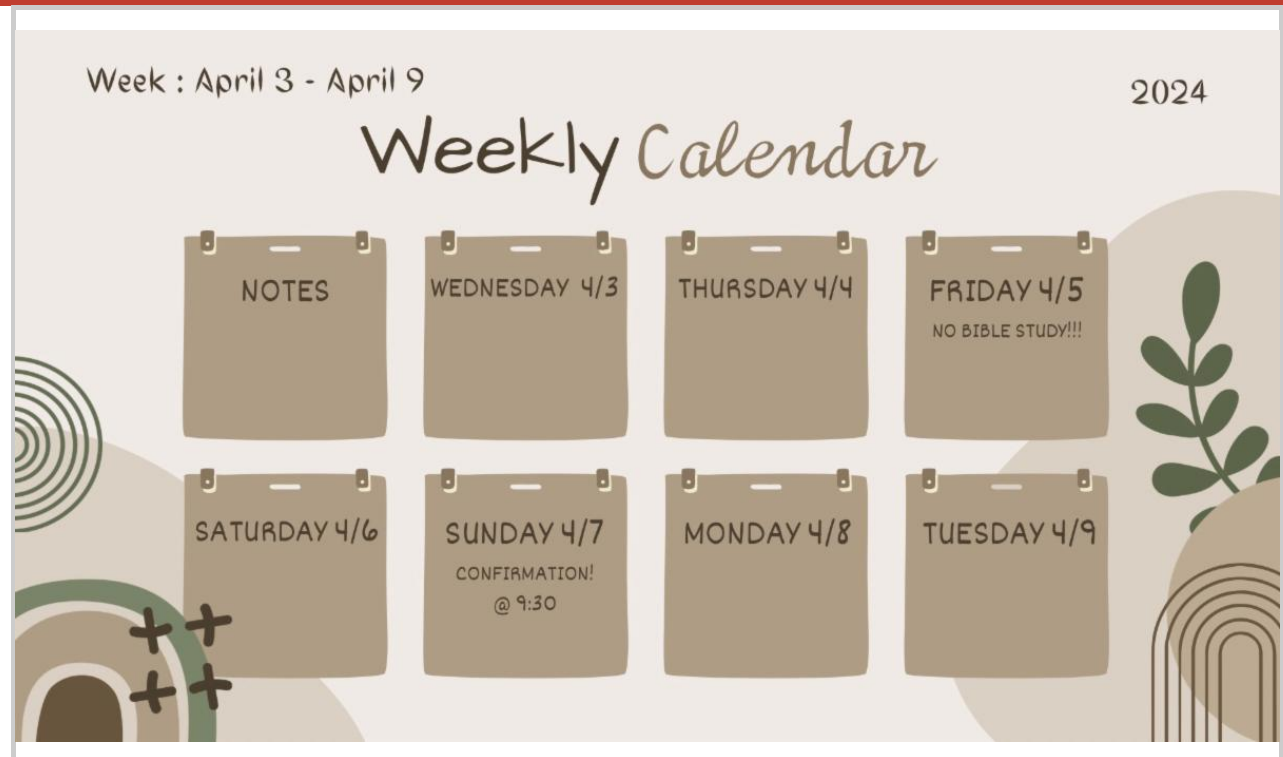 Week : April 3 - April 9
2024
Weekly Calendar
NOTES
WEDNESDAY 4/3
THURSDAY 4/4
FRIDAY 4/5
NO BIBLE STUDY!!!
SATURDAY 4/6
SUNDAY 4/7
CONFIRMATION!
@ 9:30
MONDAY 4/8
TUESDAY 4/9